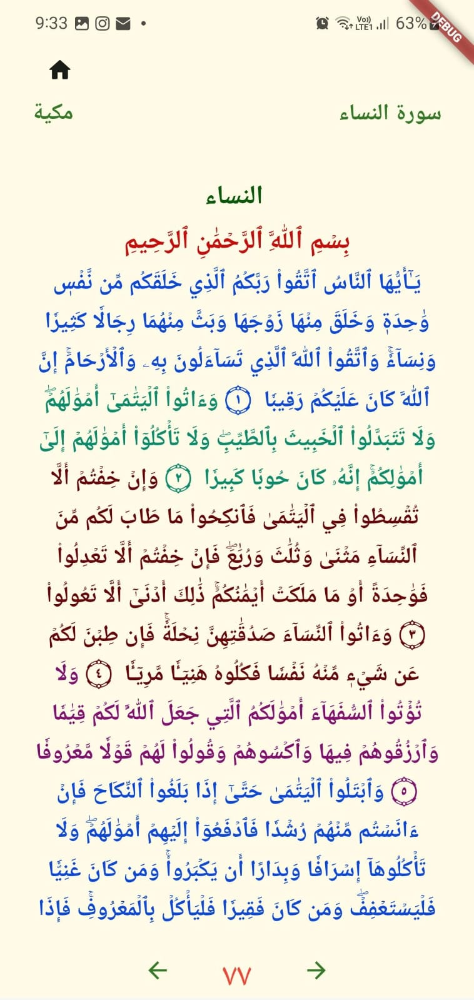 9:33
Vo))
LTE1
63%
DEBUG
سورة النساء
مكية
النساء
بِسۡمِ ٱللَّهِ ٱلرَّحۡمَٰنِ ٱلرَّحِيمِ
يَٰٓأَيُّهَا ٱلنَّاسُ ٱتَّقُواْ رَبَّكُمُ ٱلَّذِي خَلَقَكُم مِّن نَّفۡسٖ
وَٰحِدَةٖ وَخَلَقَ مِنۡهَا زَوۡجَهَا وَبَثَّ مِنۡهُمَا رِجَالٗا كَثِيرٗا
وَنِسَآءٗۚ وَٱتَّقُواْ ٱللَّهَ ٱلَّذِي تَسَآءَلُونَ بِهِۦ وَٱلۡأَرۡحَامَۚ إِنَّ
ٱللَّهَ كَانَ عَلَيۡكُمۡ رَقِيبٗا ١ وَءَاتُواْ ٱلۡيَتَٰمَىٰٓ أَمۡوَٰلَهُمۡۖ
وَلَا تَتَبَدَّلُواْ ٱلۡخَبِيثَ بِٱلطَّيِّبِۖ وَلَا تَأۡكُلُوٓاْ أَمۡوَٰلَهُمۡ إِلَىٰٓ
أَمۡوَٰلِكُمۡۚ إِنَّهُۥ كَانَ حُوبٗا كَبِيرٗا ٢ وَإِنۡ خِفۡتُمۡ أَلَّا
تُقۡسِطُواْ فِي ٱلۡيَتَٰمَىٰ فَٱنكِحُواْ مَا طَابَ لَكُم مِّنَ
ٱلنِّسَآءِ مَثۡنَىٰ وَثُلَٰثَ وَرُبَٰعَۖ فَإِنۡ خِفۡتُمۡ أَلَّا تَعۡدِلُواْ
فَوَٰحِدَةً أَوۡ مَا مَلَكَتۡ أَيۡمَٰنُكُمۡۚ ذَٰلِكَ أَدۡنَىٰٓ أَلَّا تَعُولُواْ
٣ وَءَاتُواْ ٱلنِّسَآءَ صَدُقَٰتِهِنَّ نِحۡلَةٗۚ فَإِن طِبۡنَ لَكُمۡ
عَن شَيۡءٖ مِّنۡهُ نَفۡسٗا فَكُلُوهُ هَنِيٓـٔٗا مَّرِيٓـٔٗا ٤ وَلَا
تُؤۡتُواْ ٱلسُّفَهَآءَ أَمۡوَٰلَكُمُ ٱلَّتِي جَعَلَ ٱللَّهُ لَكُمۡ قِيَٰمٗا
وَٱرۡزُقُوهُمۡ فِيهَا وَٱكۡسُوهُمۡ وَقُولُواْ لَهُمۡ قَوۡلٗا مَّعۡرُوفٗا
٥ وَٱبۡتَلُواْ ٱلۡيَتَٰمَىٰ حَتَّىٰٓ إِذَا بَلَغُواْ ٱلنِّكَاحَ فَإِنۡ
ءَانَسۡتُم مِّنۡهُمۡ رُشۡدٗا فَٱدۡفَعُوٓاْ إِلَيۡهِمۡ أَمۡوَٰلَهُمۡۖ وَلَا
تَأۡكُلُوهَآ إِسۡرَافٗا وَبِدَارًا أَن يَكۡبَرُواْۚ وَمَن كَانَ غَنِيّٗا
فَلۡيَسۡتَعۡفِفۡۖ وَمَن كَانَ فَقِيرٗا فَلۡيَأۡكُلۡ بِٱلۡمَعۡرُوفِۚ فَإِذَا
٧٧